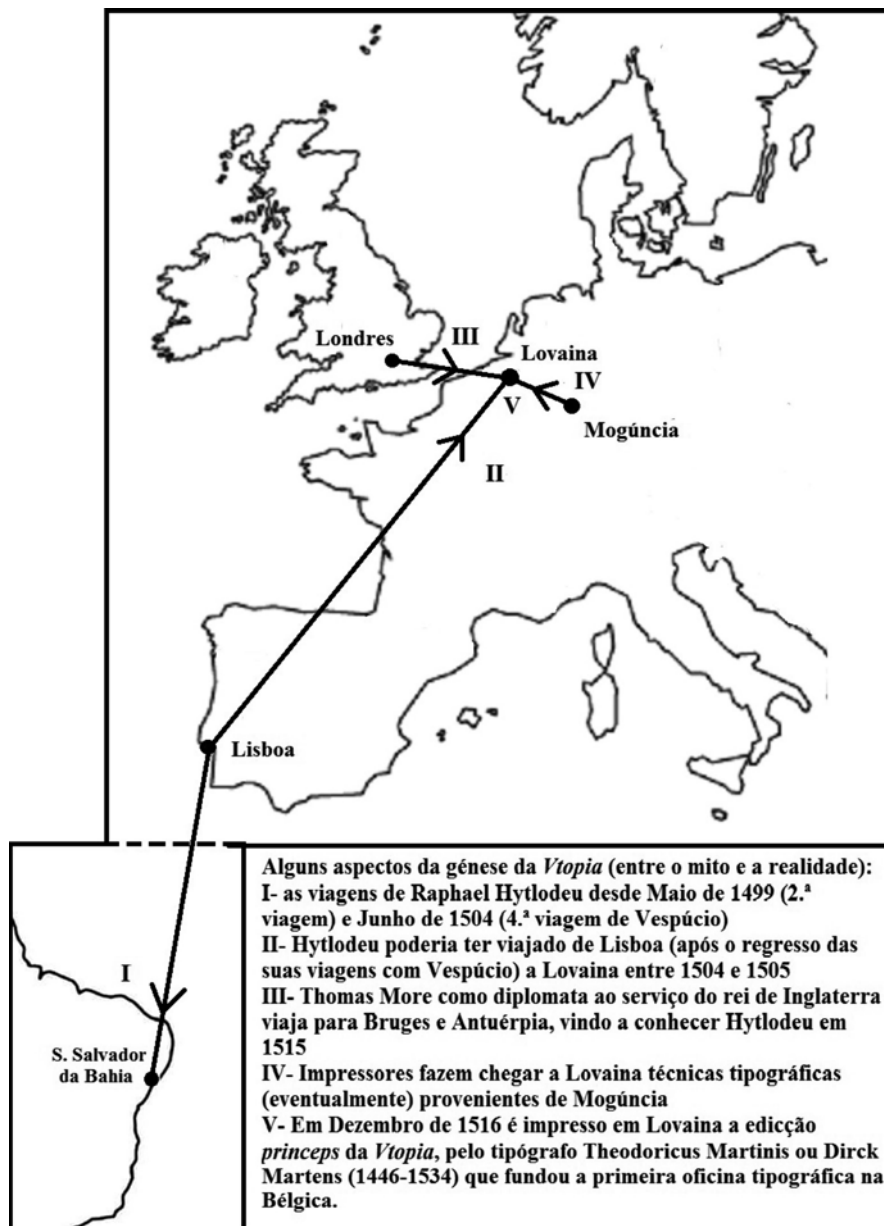 Londres
III
Lovaina
IV
V
Mogúncia
II
Lisboa
I
S. Salvador
da Bahia
Alguns aspectos da génese da Vtopia (entre o mito e a realidade):
I- as viagens de Raphael Hytlodeu desde Maio de 1499 (2.ª
viagem) e Junho de 1504 (4.ª viagem de Vespúcio)
II- Hytlodeu poderia ter viajado de Lisboa (após o regresso das
suas viagens com Vespúcio) a Lovaina entre 1504 e 1505
III- Thomas More como diplomata ao serviço do rei de Inglaterra
viaja para Bruges e Antuérpia, vindo a conhecer Hytlodeu em
1515
IV- Impressores fazem chegar a Lovaina técnicas tipográficas
(eventualmente) provenientes de Mogúncia
V- Em Dezembro de 1516 é impresso em Lovaina a edicção
princeps da Vtopia, pelo tipógrafo Theodoricus Martinis ou Dirck
Martens (1446-1534) que fundou a primeira oficina tipográfica na
Bélgica.